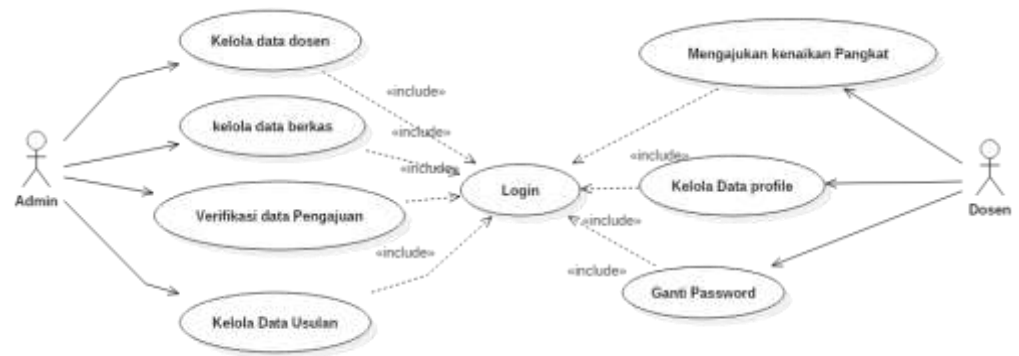 Kelola data dosen
Mengajukan kenaikan Pangkat
«include»
kelola data berkas
«include»
«include»
«include»
Login
Kelola Data profile
Admin
Verifikasi data Pengajuan
Dosen
«include»
«include»
«include»
Ganti Password
Kelola Data Usulan